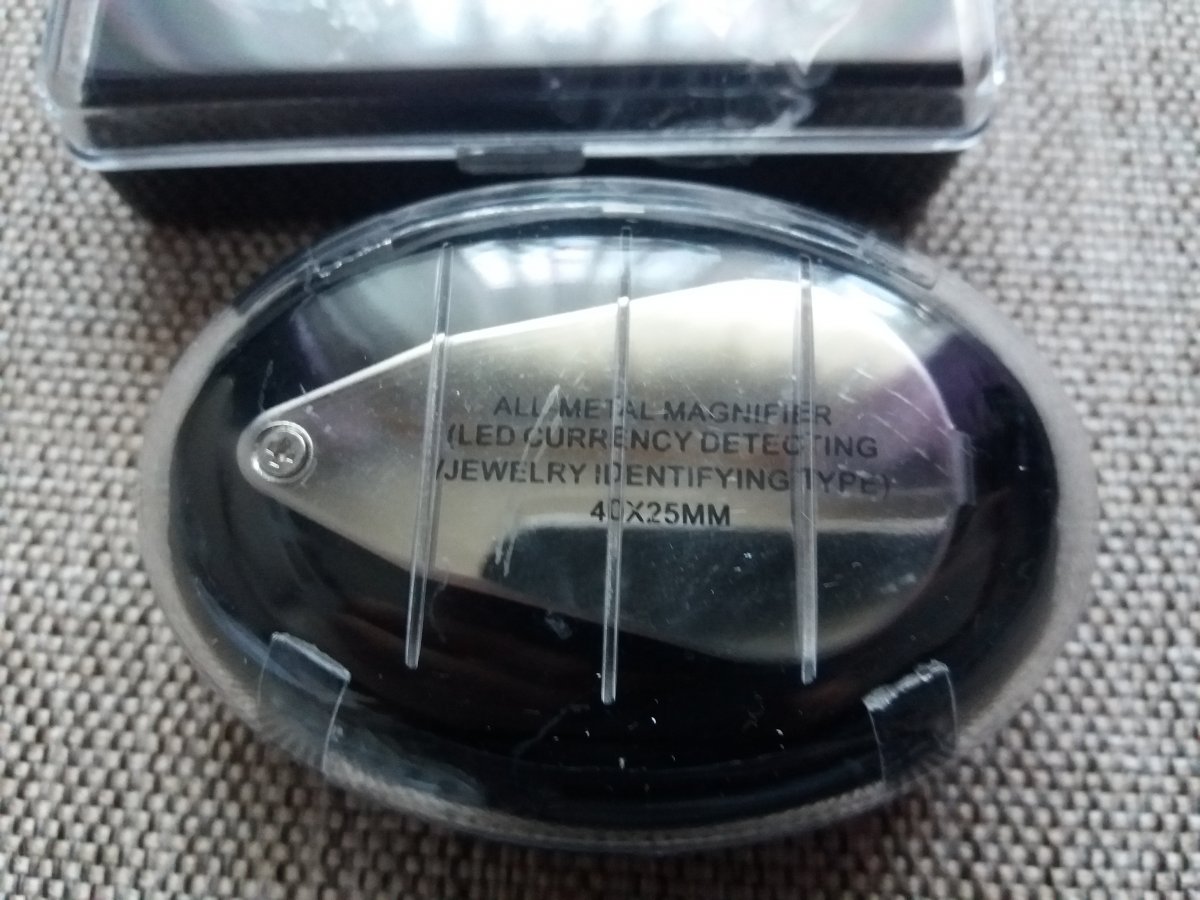 ALL-METAL MAGNIFIER
(LED CURRENCY DETECTING
/JEWELRY IDENTIFYING TYPE)
40X25MM